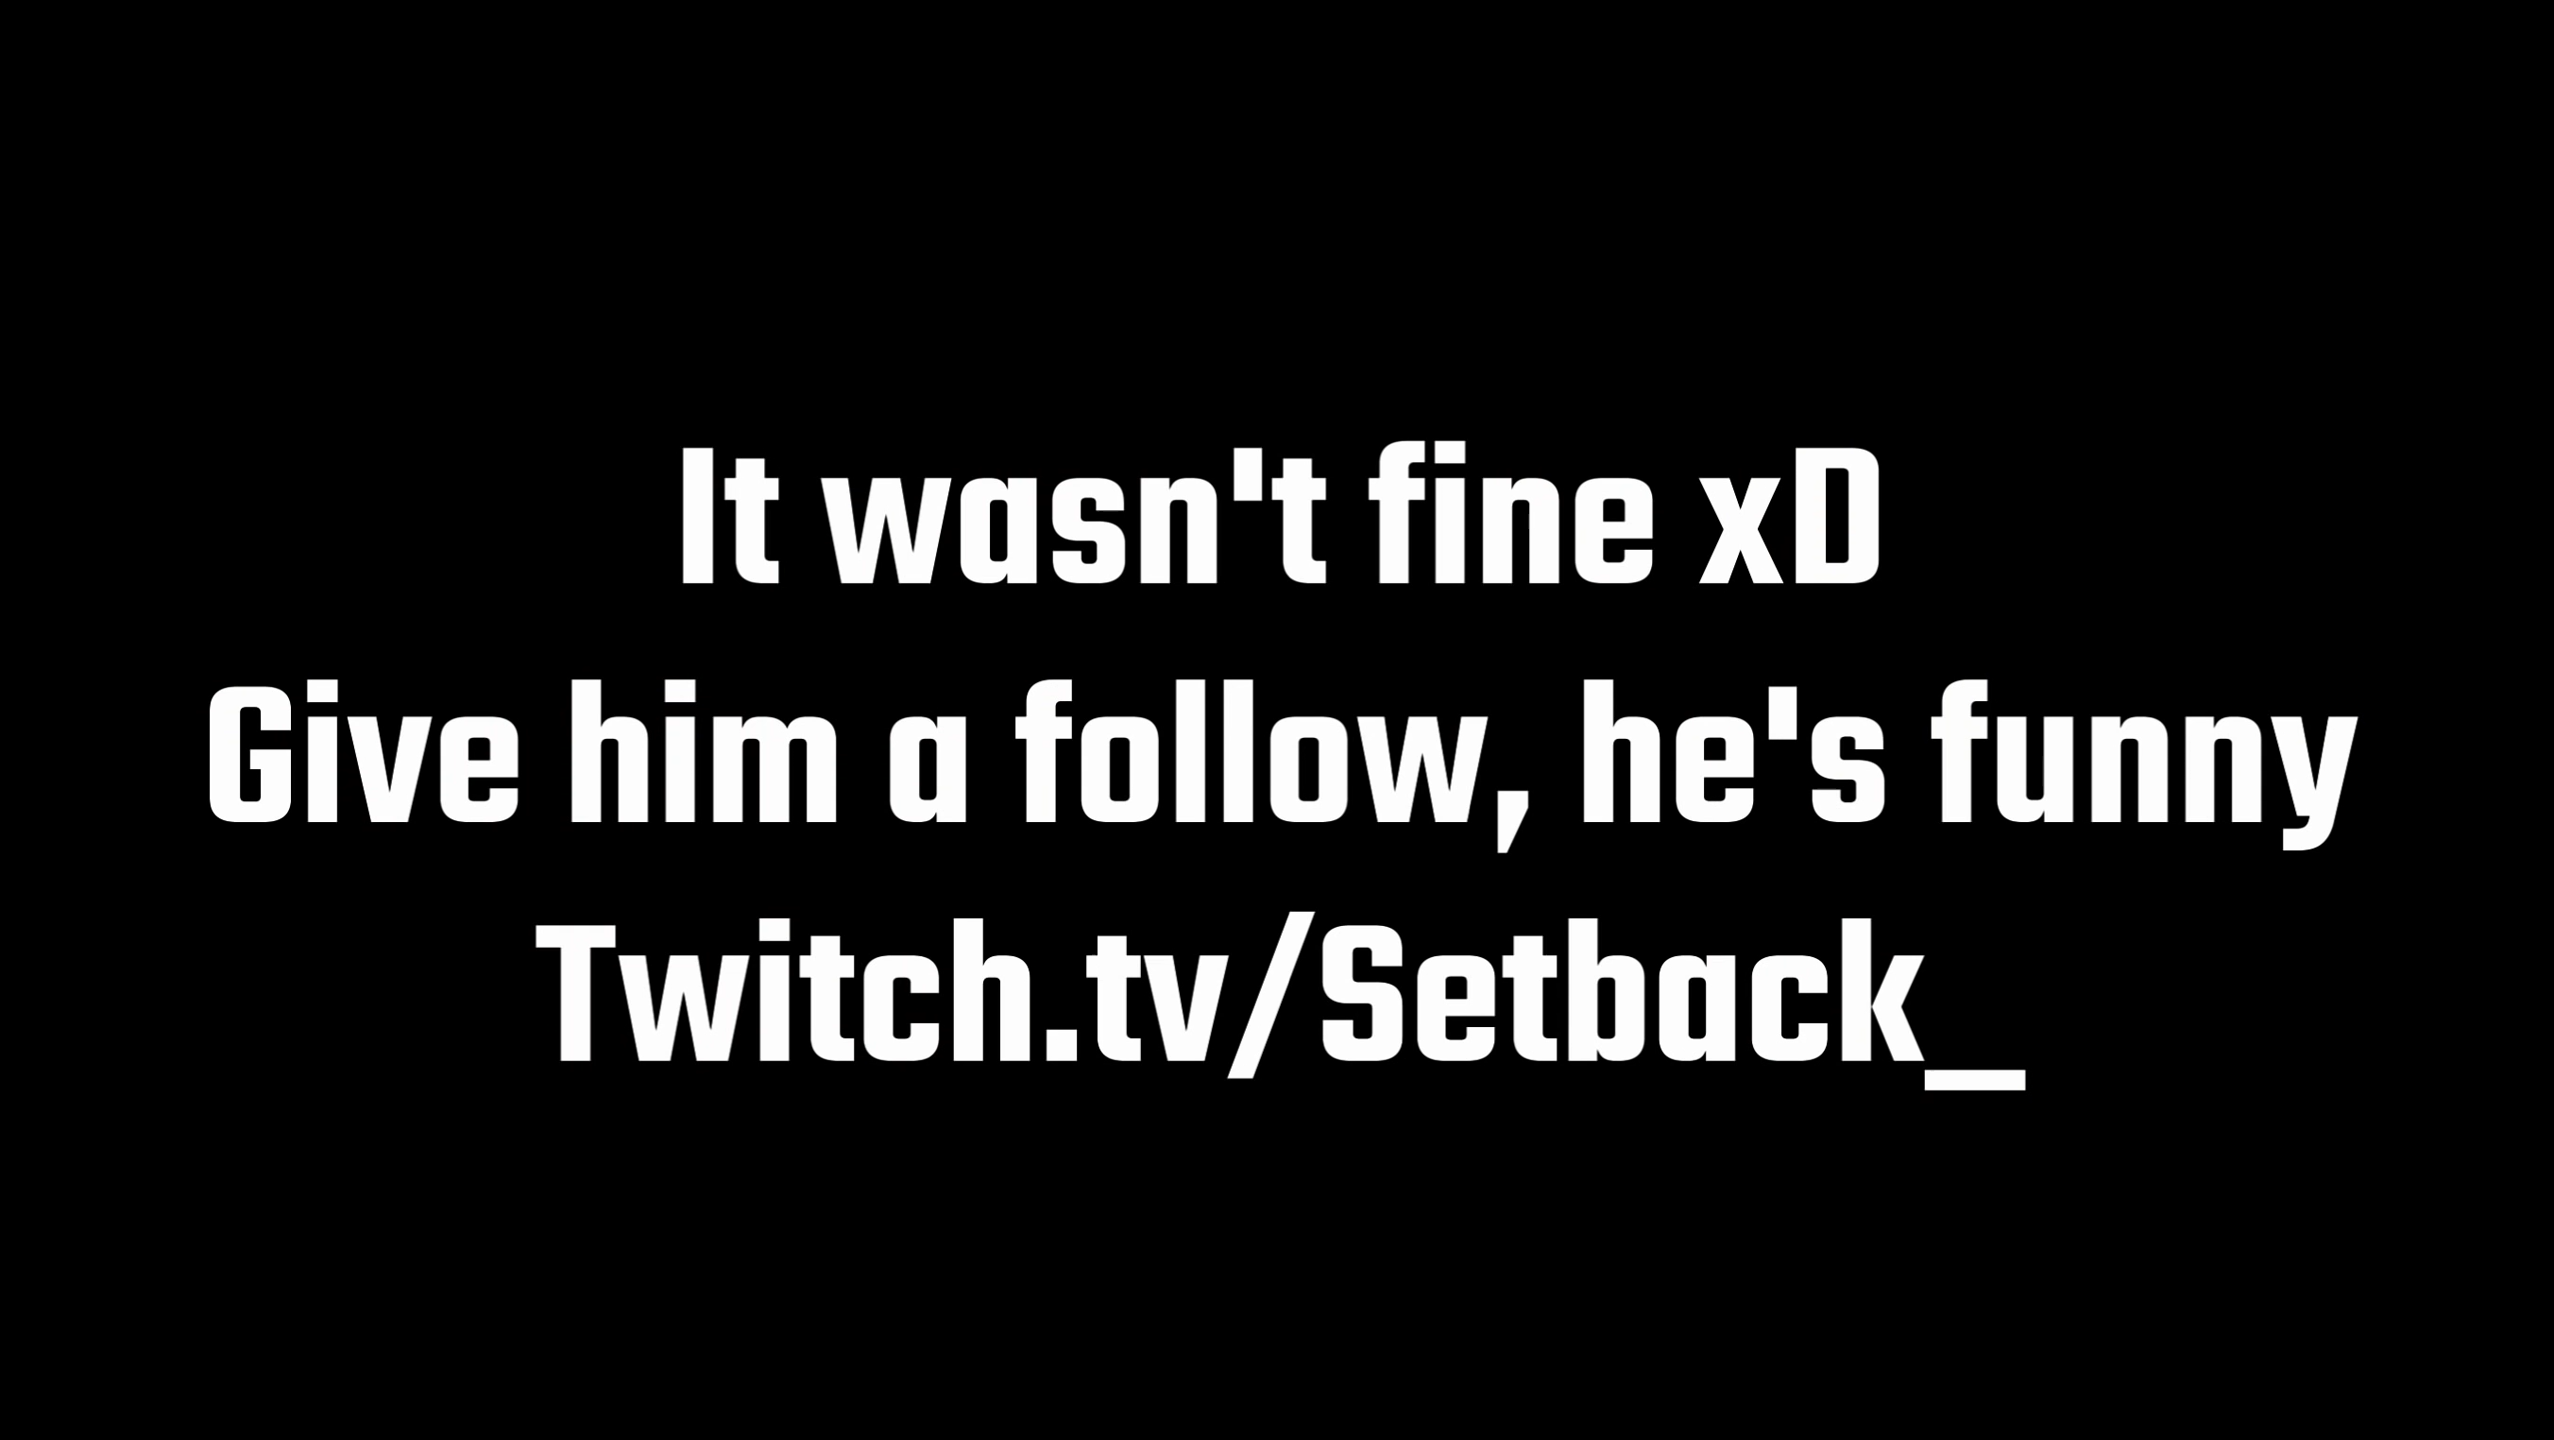 It wasn't fine xD
Give him a follow, he's funny
Twitch.tv/Setback_